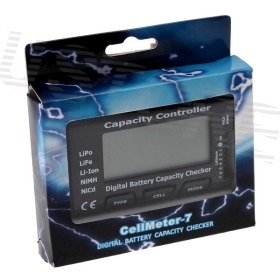 Capacity Controller
LiPo
LiFe
Li-Ion
NiMH
NiCd
Digital Battery Capacity Checker
CE
TYPE
CELL
MODE
CellMeter-7
DIGITAL BATTERY CAPACITY CHECKER